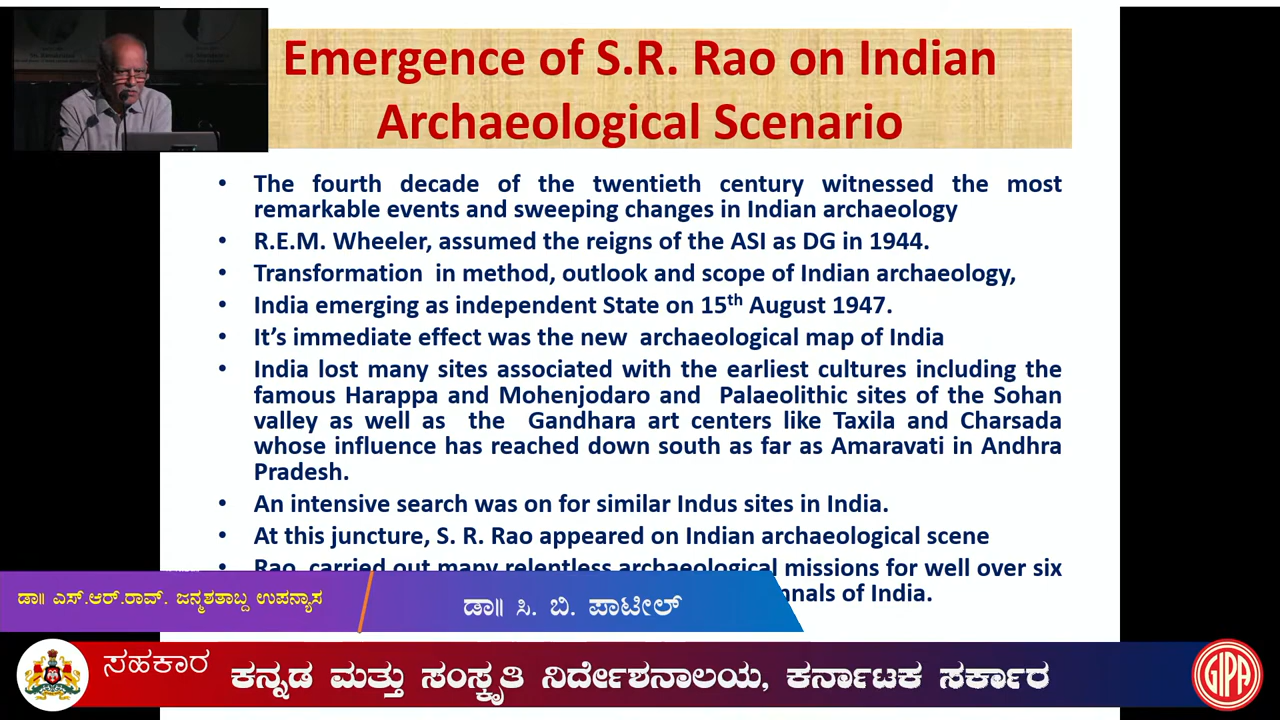 Emergence of S.R. Rao on Indian
Archaeological Scenario
• The fourth decade of the twentieth century witnessed the most
remarkable events and sweeping changes in Indian archaeology
• R.E.M. Wheeler, assumed the reigns of the ASI as DG in 1944.
• Transformation in method, outlook and scope of Indian archaeology,
• India emerging as independent State on 15th August 1947.
• It's immediate effect was the new archaeological map of India
• India lost many sites associated with the earliest cultures including the
famous Harappa and Mohenjodaro and Palaeolithic sites of the Sohan
valley as well as the Gandhara art centers like Taxila and Charsada
whose influence has reached down south as far as Amaravati in Andhra
Pradesh.
• An intensive search was on for similar Indus sites in India.
• At this juncture, S. R. Rao appeared on Indian archaeological scene
• Rao carried out many relentless archaeological missions for well over six
of India.
ಡಾ॥ ಎಸ್.ಆರ್.ರಾವ್. ಜನ್ಮಶತಾಬ್ದ ಉಪನ್ಯಾಸ
ಡಾ॥ ಸಿ. ಬಿ. ಪಾಟೀಲ್
ಸಹಕಾರ
ಕನ್ನಡ ಮತ್ತು ಸಂಸ್ಕೃತಿ ನಿರ್ದೇಶನಾಲಯ, ಕರ್ನಾಟಕ ಸರ್ಕಾರ
GIPA